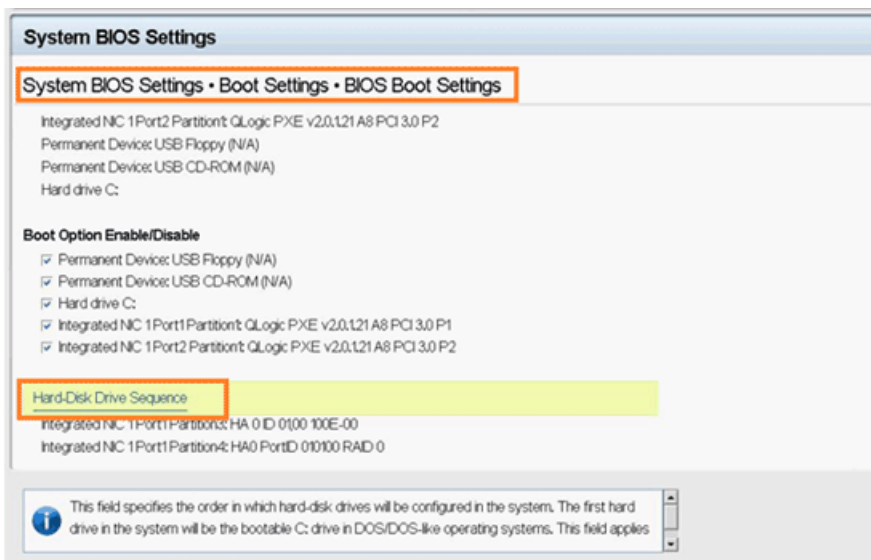 System BIOS Settings
System BIOS Settings • Boot Settings • BIOS Boot Settings
Integrated NIC 1 Port2 Partition1: QLogic PXE v2.0.1.21 A8 PCI 3.0 P2
Permanent Device: USB Floppy (N/A)
Permanent Device: USB CD-ROM (N/A)
Hard drive C:
Boot Option Enable/Disable
Permanent Device: USB Floppy (N/A)
Permanent Device: USB CD-ROM (N/A)
Hard drive C:
Integrated NIC 1 Port1 Partition1: QLogic PXE v2.0.1.21 A8 PCI 3.0 P1
Integrated NIC 1 Port2 Partition1: QLogic PXE v2.0.1.21 A8 PCI 3.0 P2
Hard-Disk Drive Sequence
Integrated NIC 1 Port1 Partition3: HA 0 ID 01,00 100E-00
Integrated NIC 1 Port1 Partition4: HA0 PortID 010100 RAID 0
This field specifies the order in which hard-disk drives will be configured in the system. The first hard
drive in the system will be the bootable C: drive in DOS/DOS-like operating systems. This field applies